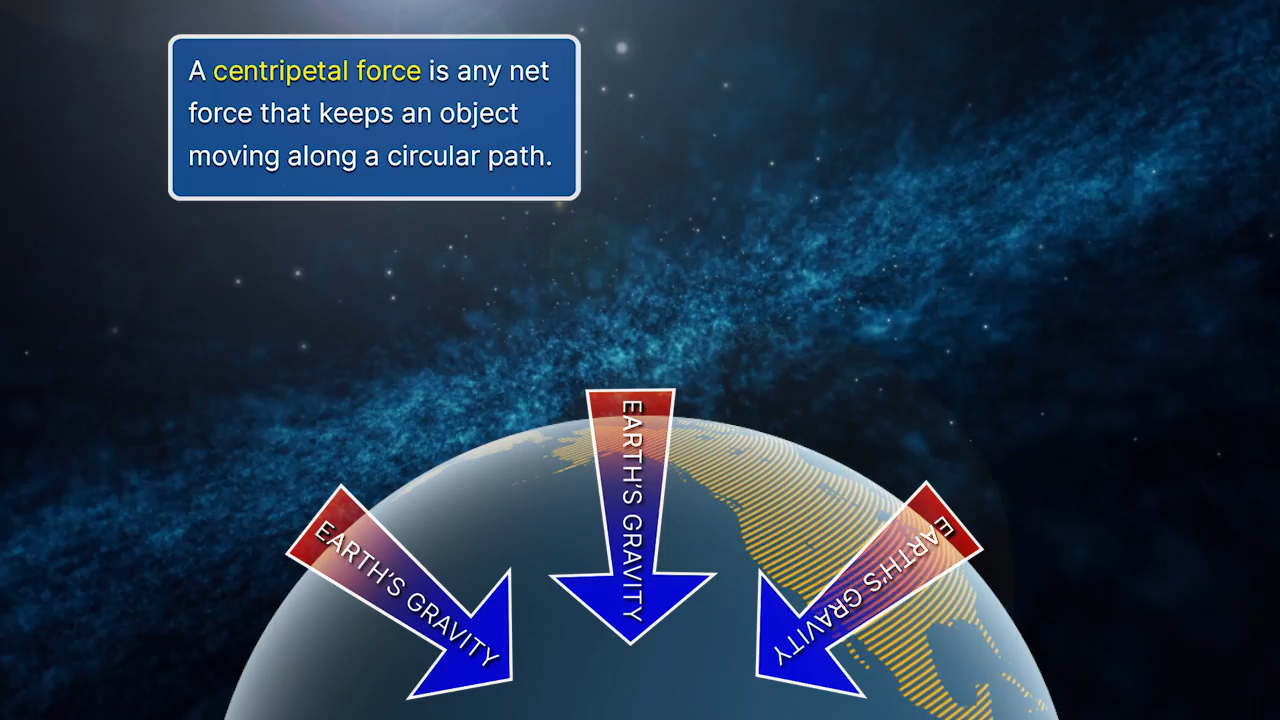 A centripetal force is any net
force that keeps an object
moving along a circular path.
EARTH'S GRAVITY
EARTH'S GRAVITY
EARTH'S GRAVITY